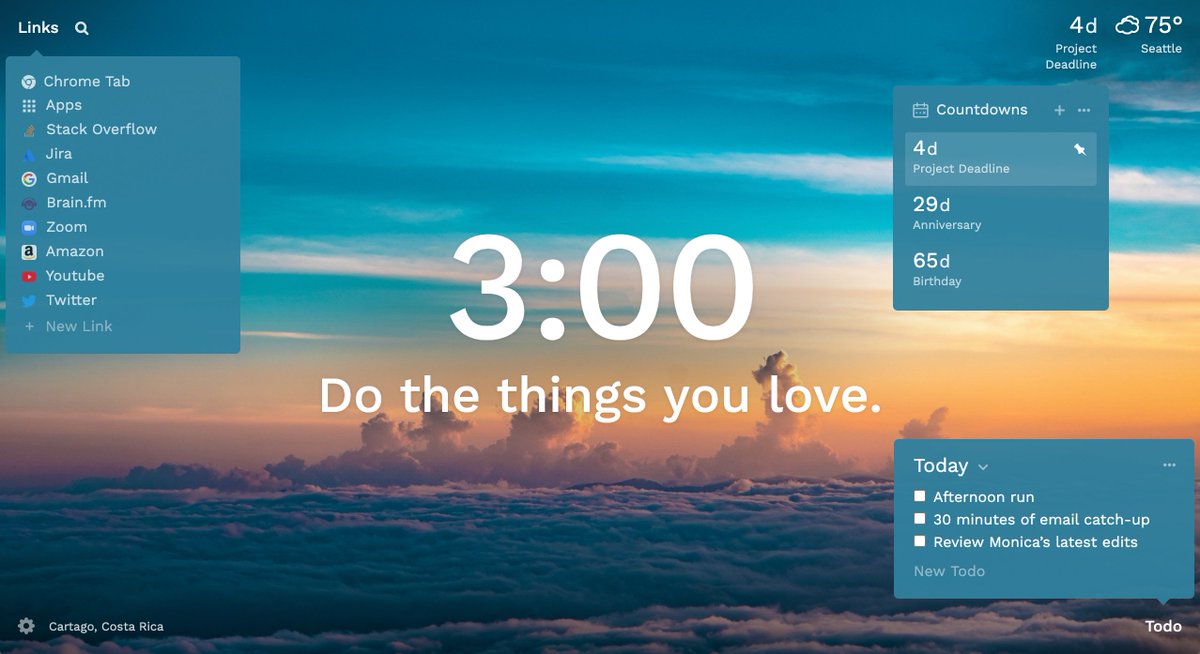 Links
4d
75°
Project
Deadline
Seattle
Chrome Tab
Apps
Stack Overflow
Jira
Gmail
Brain.fm
Zoom
a Amazon
Youtube
Twitter
+ New Link
Countdowns + ...
4d
Project Deadline
29d
Anniversary
65d
Birthday
3:00
Do the things you love.
Today ...
Afternoon run
30 minutes of email catch-up
Review Monica’s latest edits
New Todo
Cartago, Costa Rica
Todo